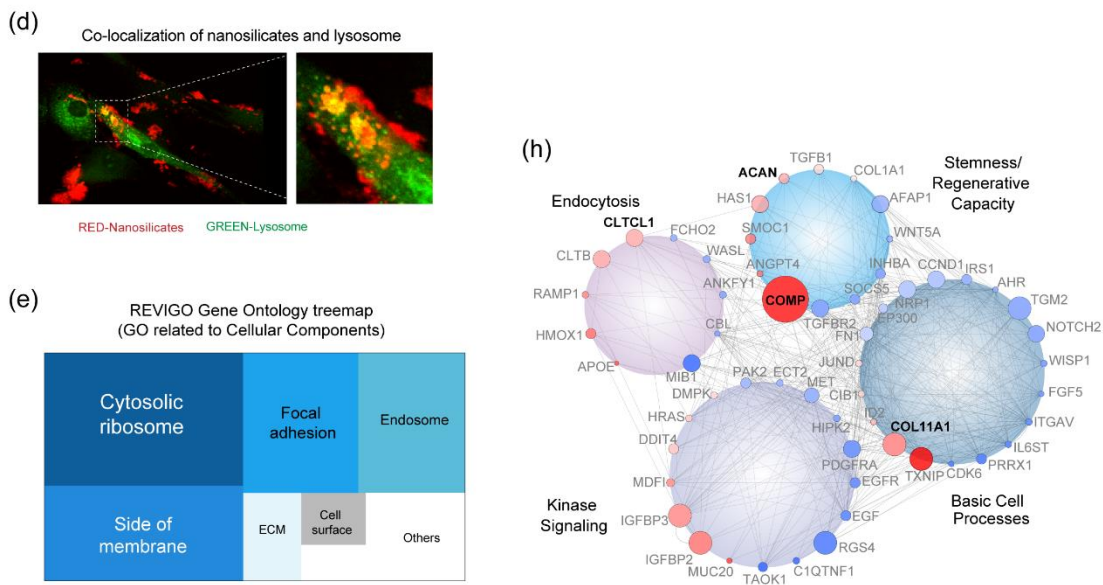 (d)
Co-localization of nanosilicates and lysosome
RED-Nanosilicates GREEN-Lysosome
(e)
REVIGO Gene Ontology treemap
(GO related to Cellular Components)
Cytosolic
ribosome
Focal
adhesion
Endosome
Side of
membrane
ECM
Cell
surface
Others
(h)
Stemness/
Regenerative
Capacity
TGFB1
COL1A1
ACAN
HAS1
AFAP1
SMOC1
WNT5A
ANGPT4
INHBA
COMP
SOCS5
TGFBR2
Endocytosis
CLTCL1
FCHO2
CLTB
WASL
RAMP1
ANKFY1
HMOX1
CBL
APOE
MIB1
CCND1
IRS1
NRP1
AHR
EP300
TGM2
FN1
NOTCH2
JUND
WISP1
CIB1
FGF5
ID2
ITGAV
COL11A1
IL6ST
TXNIP
CDK6
PRRX1
Basic Cell
Processes
PAK2
ECT2
MET
DMPK
HRAS
HIPK2
DDIT4
PDGFRA
MDFI
EGFR
IGFBP3
EGF
IGFBP2
RGS4
MUC20
TAOK1
C1QTNF1
Kinase
Signaling